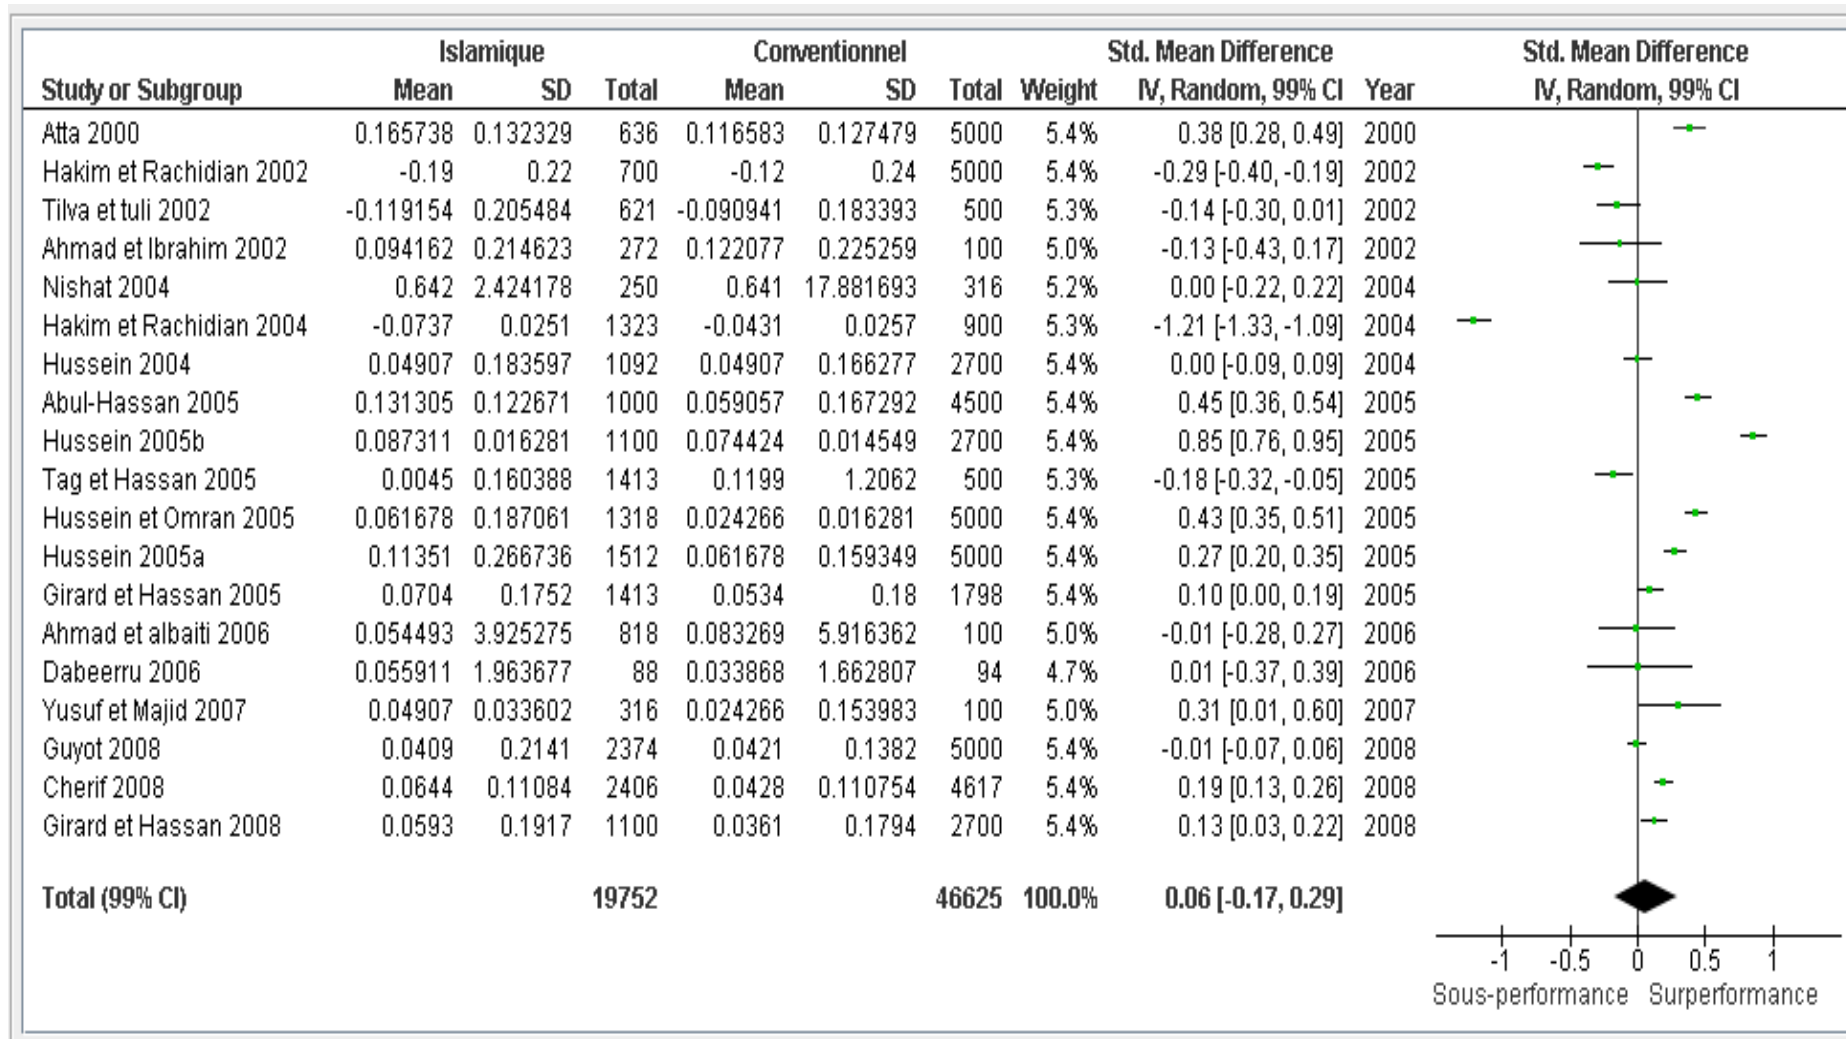 Islamique Conventionnel Std. Mean Difference Std. Mean Difference
Study or Subgroup Mean SD Total Mean SD Total Weight IV, Random, 99% CI Year IV, Random, 99% CI
Atta 2000 0.165738 0.132329 636 0.116583 0.127479 5000 5.4% 0.38 [0.28, 0.49] 2000
Hakim et Rachidian 2002 -0.19 0.22 700 -0.12 0.24 5000 5.4% -0.29 [-0.40, -0.19] 2002
Tilva et tuli 2002 -0.119154 0.205484 621 -0.090941 0.183393 500 5.3% -0.14 [-0.30, 0.01] 2002
Ahmad et Ibrahim 2002 0.094162 0.214623 272 0.122077 0.225259 100 5.0% -0.13 [-0.43, 0.17] 2002
Nishat 2004 0.642 2.424178 250 0.641 17.881693 316 5.2% 0.00 [-0.22, 0.22] 2004
Hakim et Rachidian 2004 -0.0737 0.0251 1323 -0.0431 0.0257 900 5.3% -1.21 [-1.33, -1.09] 2004
Hussein 2004 0.04907 0.183597 1092 0.04907 0.166277 2700 5.4% 0.00 [-0.09, 0.09] 2004
Abul-Hassan 2005 0.131305 0.122671 1000 0.059057 0.167292 4500 5.4% 0.45 [0.36, 0.54] 2005
Hussein 2005b 0.087311 0.016281 1100 0.074424 0.014549 2700 5.4% 0.85 [0.76, 0.95] 2005
Tag et Hassan 2005 0.0045 0.160388 1413 0.1199 1.2062 500 5.3% -0.18 [-0.32, -0.05] 2005
Hussein et Omran 2005 0.061678 0.187061 1318 0.024266 0.016281 5000 5.4% 0.43 [0.35, 0.51] 2005
Hussein 2005a 0.11351 0.266736 1512 0.061678 0.159349 5000 5.4% 0.27 [0.20, 0.35] 2005
Girard et Hassan 2005 0.0704 0.1752 1413 0.0534 0.18 1798 5.4% 0.10 [0.00, 0.19] 2005
Ahmad et albaiti 2006 0.054493 3.925275 818 0.083269 5.916362 100 5.0% -0.01 [-0.28, 0.27] 2006
Dabeerru 2006 0.055911 1.963677 88 0.033868 1.662807 94 4.7% 0.01 [-0.37, 0.39] 2006
Yusuf et Majid 2007 0.04907 0.033602 316 0.024266 0.153983 100 5.0% 0.31 [0.01, 0.60] 2007
Guyot 2008 0.0409 0.2141 2374 0.0421 0.1382 5000 5.4% -0.01 [-0.07, 0.06] 2008
Cherif 2008 0.0644 0.11084 2406 0.0428 0.110754 4617 5.4% 0.19 [0.13, 0.26] 2008
Girard et Hassan 2008 0.0593 0.1917 1100 0.0361 0.1794 2700 5.4% 0.13 [0.03, 0.22] 2008
Total (99% CI) 19752 46625 100.0% 0.06 [-0.17, 0.29]
-1 -0.5 0 0.5 1
Sous-performance Surperformance